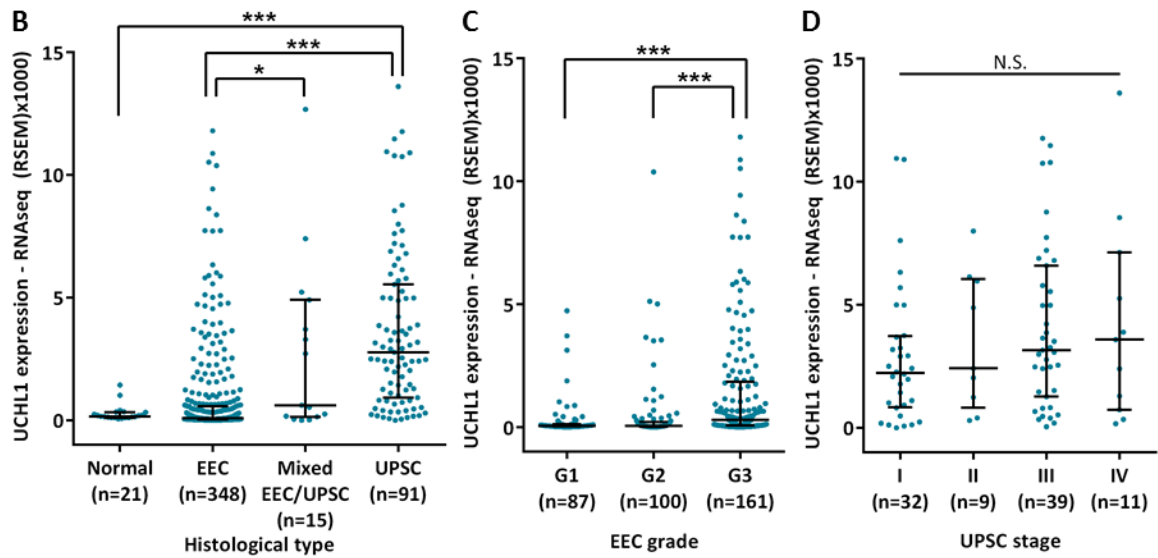 B
UCHL1 expression - RNAseq (RSEM)x1000
15
10
5
0
***
***
*
Normal
(n=21)
EEC
(n=348)
Mixed
EEC/UPSC
(n=15)
UPSC
(n=91)
Histological type
C
UCHL1 expression - RNAseq (RSEM)x1000
15
10
5
0
***
***
G1
(n=87)
G2
(n=100)
G3
(n=161)
EEC grade
D
UCHL1 expression - RNAseq (RSEM)x1000
15
10
5
0
N.S.
I
(n=32)
II
(n=9)
III
(n=39)
IV
(n=11)
UPSC stage